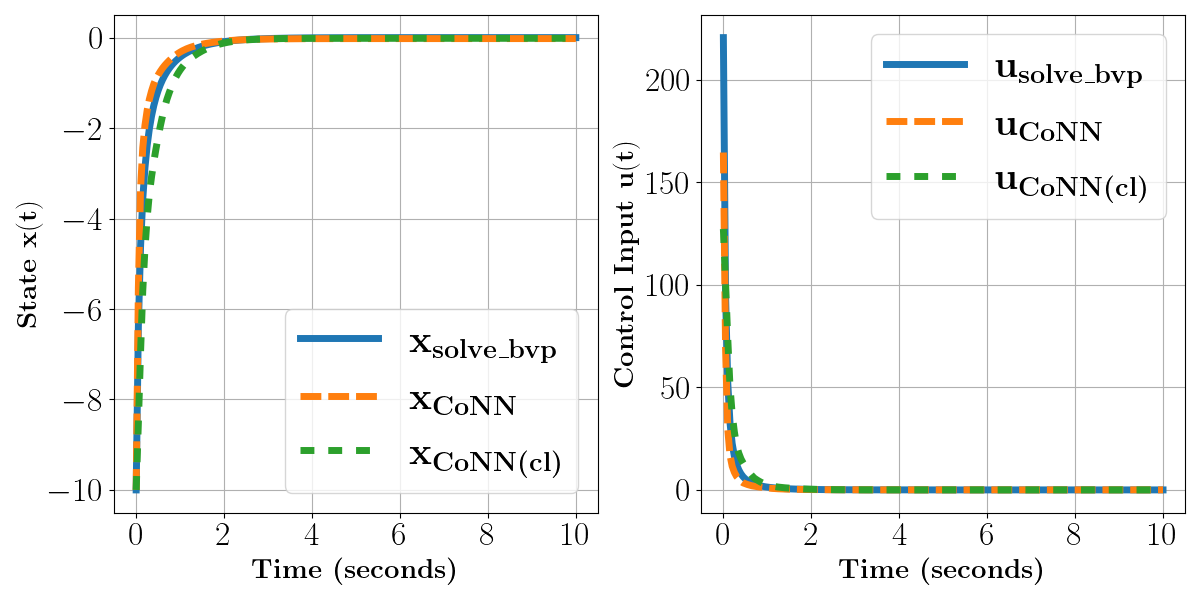 State x(t)
0
−2
−4
−6
−8
−10
0 2 4 6 8 10
Time (seconds)
x_solve_bvp
x_CoNN
x_CoNN(cl)
Control Input u(t)
200
150
100
50
0
0 2 4 6 8 10
Time (seconds)
u_solve_bvp
u_CoNN
u_CoNN(cl)